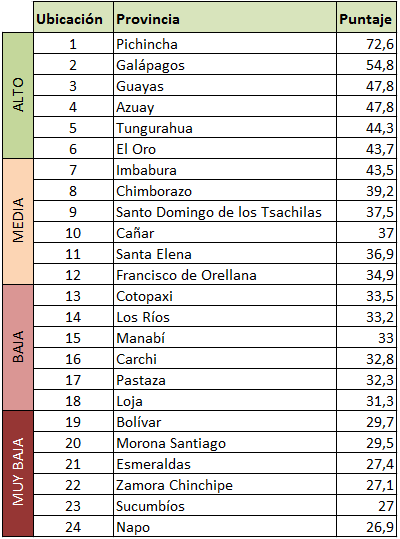 Ubicación Provincia Puntaje
ALTO
1 Pichincha 72,6
2 Galápagos 54,8
3 Guayas 47,8
4 Azuay 47,8
5 Tungurahua 44,3
6 El Oro 43,7
MEDIA
7 Imbabura 43,5
8 Chimborazo 39,2
9 Santo Domingo de los Tsachilas 37,5
10 Cañar 37
11 Santa Elena 36,9
12 Francisco de Orellana 34,9
BAJA
13 Cotopaxi 33,5
14 Los Ríos 33,2
15 Manabí 33
16 Carchi 32,8
17 Pastaza 32,3
18 Loja 31,3
MUY BAJA
19 Bolívar 29,7
20 Morona Santiago 29,5
21 Esmeraldas 27,4
22 Zamora Chinchipe 27,1
23 Sucumbíos 27
24 Napo 26,9